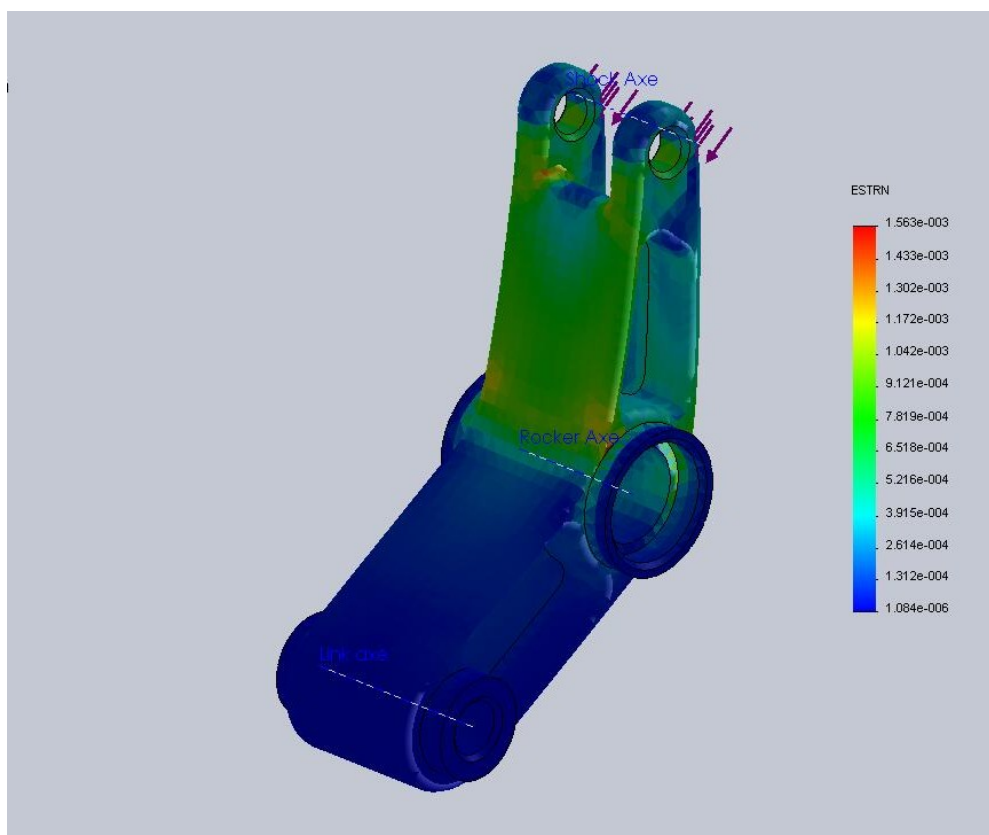 Shock Axe
ESTRN
1.563e-003
1.433e-003
1.302e-003
1.172e-003
1.042e-003
9.121e-004
7.819e-004
6.518e-004
5.216e-004
3.915e-004
2.614e-004
1.312e-004
1.084e-006
Rocker Axe
Link axe